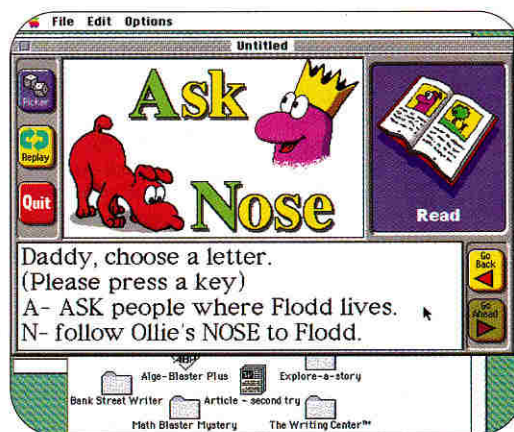 File Edit Options
Untitled
Picker
Replay
Quit
Ask
Nose
Read
Daddy, choose a letter.
(Please press a key)
A- ASK people where Flodd lives.
N- follow Ollie's NOSE to Flodd.
Go Back
Go Ahead
Alge-Blaster Plus
Explore-a-story
Bank Street Writer
Article - second try
Math Blaster Mystery
The Writing Center™